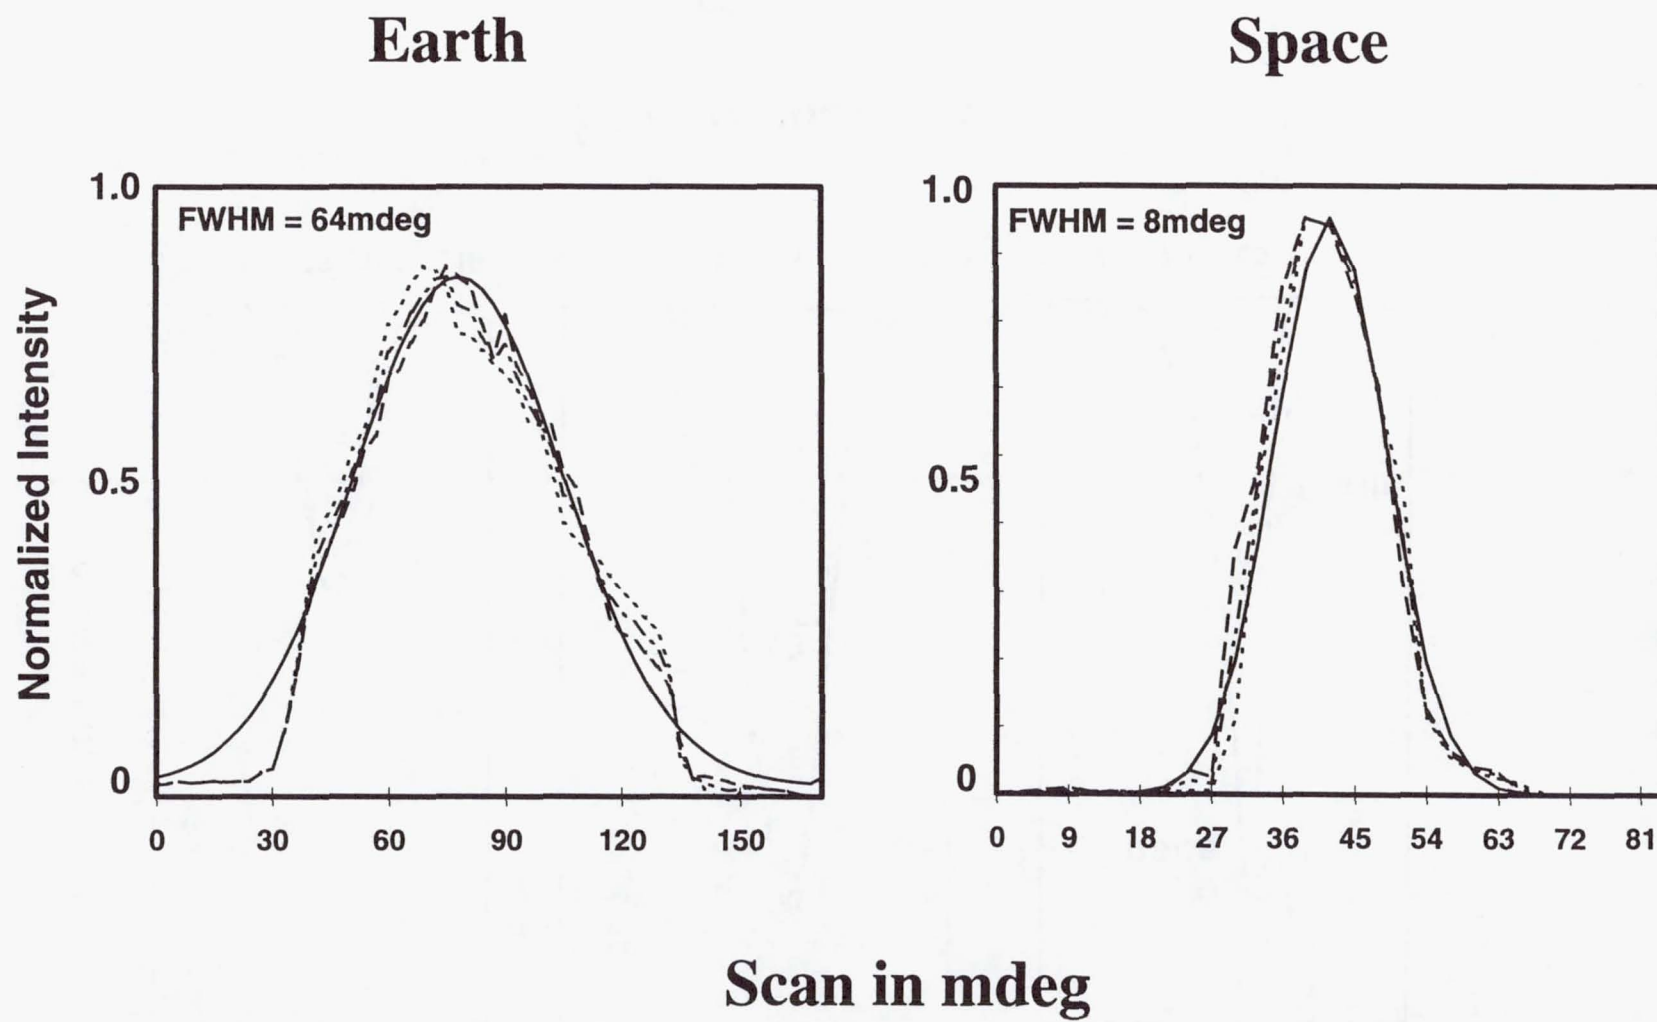 Earth
Space
1.0
FWHM = 64mdeg
0.5
0
0 30 60 90 120 150
Normalized Intensity
1.0
FWHM = 8mdeg
0.5
0
0 9 18 27 36 45 54 63 72 81
Scan in mdeg